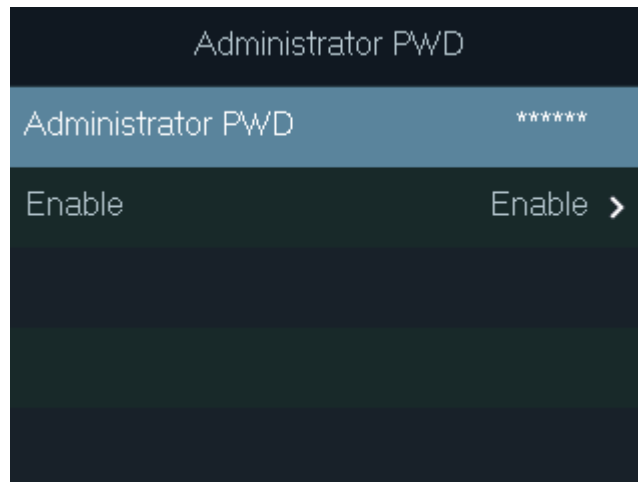 Administrator PWD
Administrator PWD ******
Enable Enable >